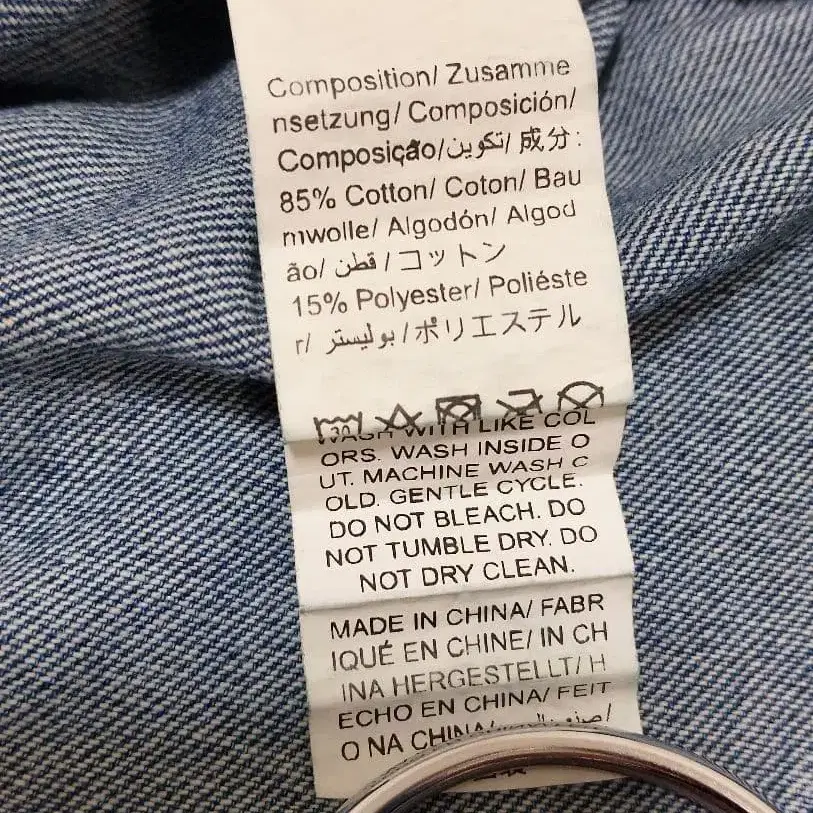 Composition/ Zusamme
nsetzung/ Composición/
Composição/تكوين/ 成分:
85% Cotton/ Coton/ Bau
mwolle/ Algodón/ Algod
ão/ قطن /コットン
15% Polyester/ Poliéste
r/ بوليستر /ポリエステル
30
WASH WITH LIKE COL
ORS. WASH INSIDE O
UT. MACHINE WASH C
OLD. GENTLE CYCLE.
DO NOT BLEACH. DO
NOT TUMBLE DRY. DO
NOT DRY CLEAN.
MADE IN CHINA/ FABR
IQUÉ EN CHINE/ IN CH
INA HERGESTELLT/ H
ECHO EN CHINA/ FEIT
O NA CHINA/